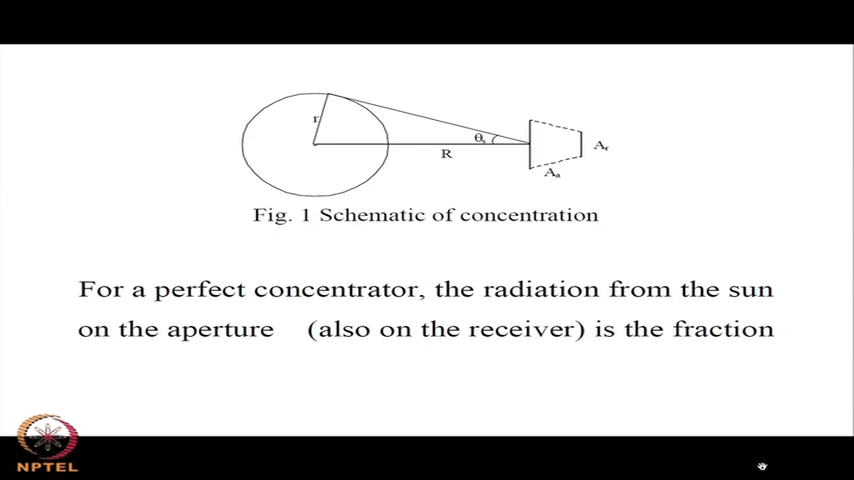 r
θs
R
Ar
Aa
Fig. 1 Schematic of concentration
For a perfect concentrator, the radiation from the sun
on the aperture (also on the receiver) is the fraction
NPTEL